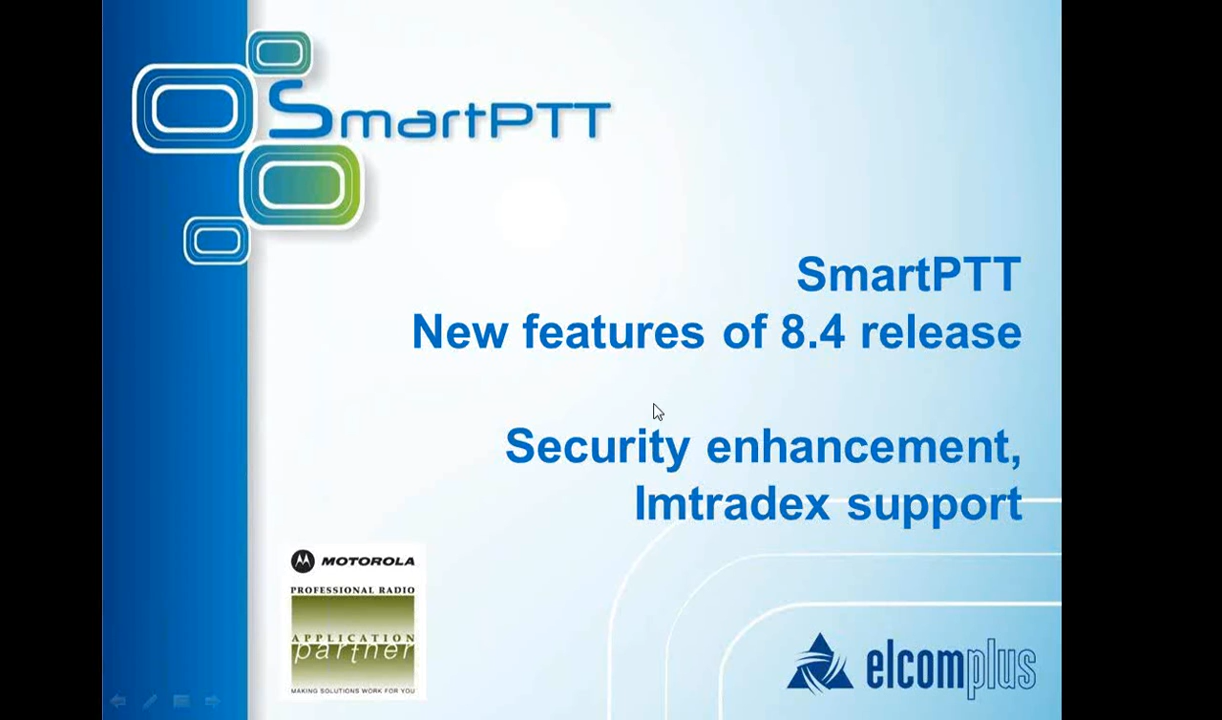 SmartPTT
SmartPTT
New features of 8.4 release
Security enhancement,
Imtradex support
MOTOROLA
PROFESSIONAL RADIO
APPLICATION
partner
MAKING SOLUTIONS WORK FOR YOU
elcomplus